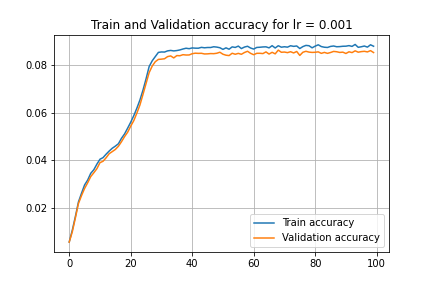 Train and Validation accuracy for lr = 0.001
0.08
0.06
0.04
0.02
0 20 40 60 80 100
Train accuracy
Validation accuracy